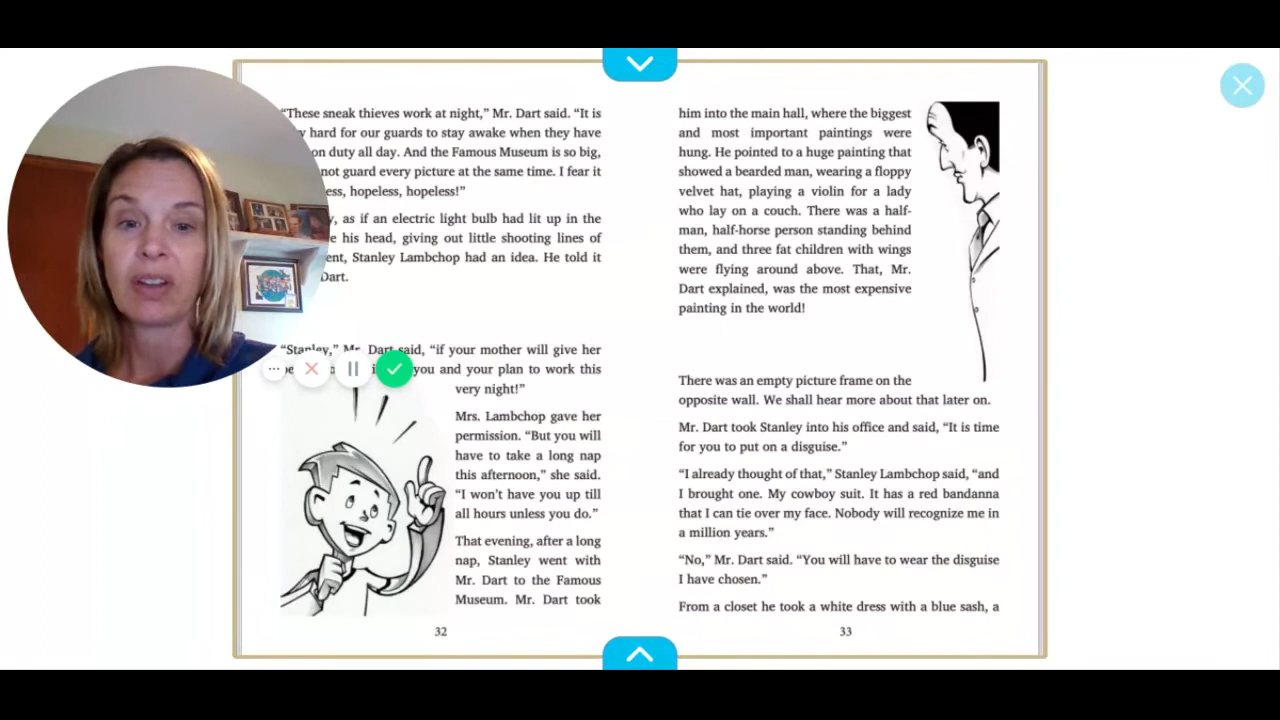 "These sneak thieves work at night," Mr. Dart said. "It is
hard for our guards to stay awake when they have
on duty all day. And the Famous Museum is so big,
not guard every picture at the same time. I fear it
hopeless, hopeless!"
as if an electric light bulb had lit up in the
his head, giving out little shooting lines of
Stanley Lambchop had an idea. He told it
Dart.
"Stanley," Mr. Dart said, "if your mother will give her
you and your plan to work this
very night!"
Mrs. Lambchop gave her
permission. "But you will
have to take a long nap
this afternoon," she said.
"I won't have you up till
all hours unless you do."
That evening, after a long
nap, Stanley went with
Mr. Dart to the Famous
Museum. Mr. Dart took
32
him into the main hall, where the biggest
and most important paintings were
hung. He pointed to a huge painting that
showed a bearded man, wearing a floppy
velvet hat, playing a violin for a lady
who lay on a couch. There was a half-
man, half-horse person standing behind
them, and three fat children with wings
were flying around above. That, Mr.
Dart explained, was the most expensive
painting in the world!
There was an empty picture frame on the
opposite wall. We shall hear more about that later on.
Mr. Dart took Stanley into his office and said, "It is time
for you to put on a disguise."
"I already thought of that," Stanley Lambchop said, "and
I brought one. My cowboy suit. It has a red bandanna
that I can tie over my face. Nobody will recognize me in
a million years."
"No," Mr. Dart said. "You will have to wear the disguise
I have chosen."
From a closet he took a white dress with a blue sash, a
33